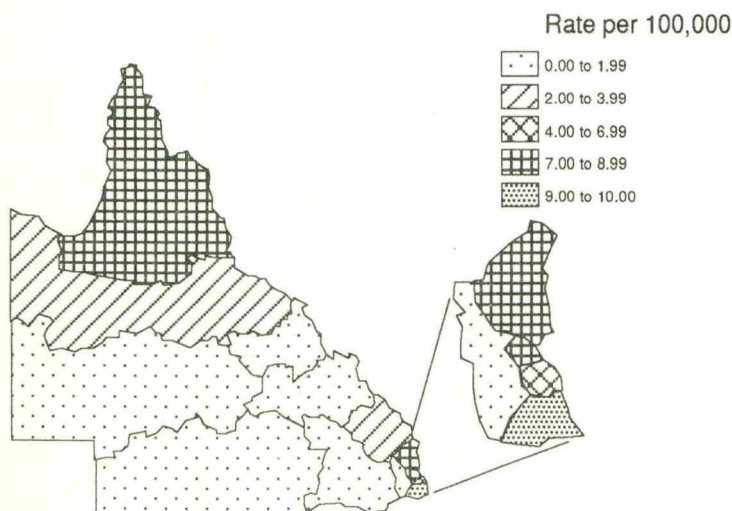 Rate per 100,000
0.00 to 1.99
2.00 to 3.99
4.00 to 6.99
7.00 to 8.99
9.00 to 10.00